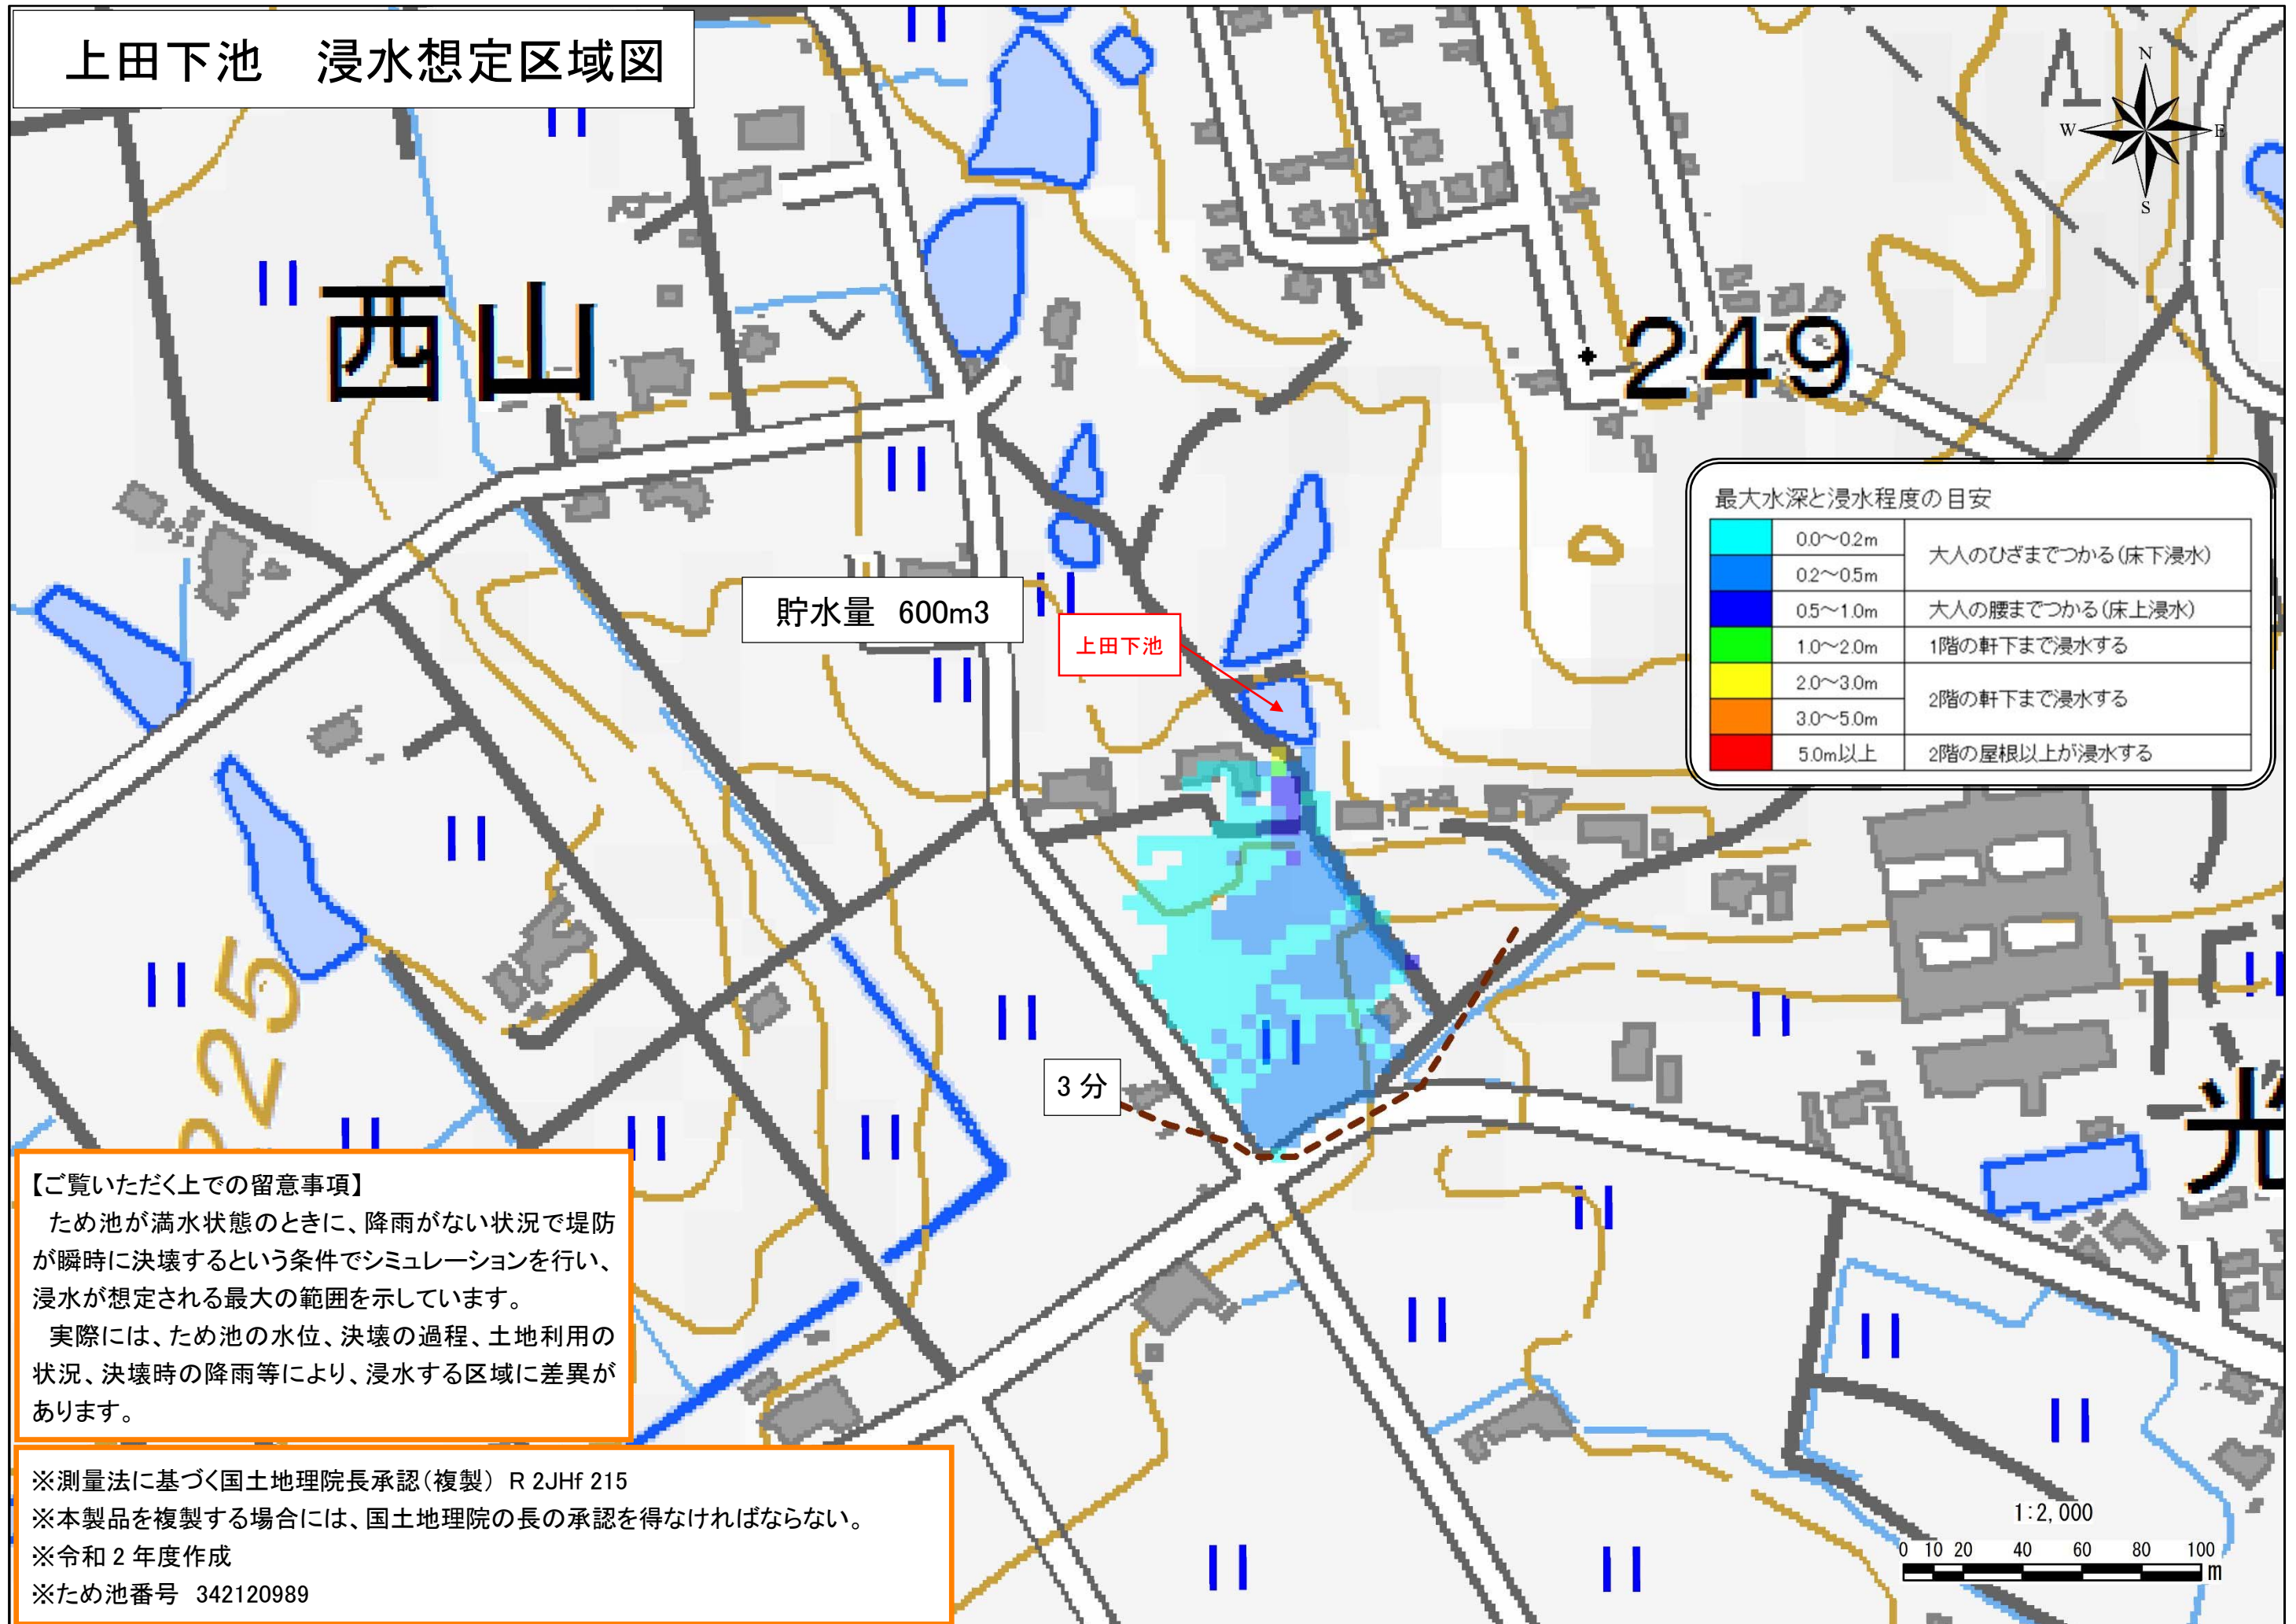 上田下池　浸水想定区域図
N
W
E
S
西山
249
最大水深と浸水程度の目安
0.0～0.2m
大人のひざまでつかる(床下浸水)
0.2～0.5m
0.5～1.0m
大人の腰までつかる(床上浸水)
1.0～2.0m
1階の軒下まで浸水する
2.0～3.0m
2階の軒下まで浸水する
3.0～5.0m
5.0m以上
2階の屋根以上が浸水する
貯水量　600m3
上田下池
225
3 分
光
【ご覧いただく上での留意事項】
　ため池が満水状態のときに、降雨がない状況で堤防
が瞬時に決壊するという条件でシミュレーションを行い、
浸水が想定される最大の範囲を示しています。
　実際には、ため池の水位、決壊の過程、土地利用の
状況、決壊時の降雨等により、浸水する区域に差異が
あります。
※測量法に基づく国土地理院長承認(複製)　R 2JHf 215
※本製品を複製する場合には、国土地理院の長の承認を得なければならない。
※令和 2 年度作成
※ため池番号　342120989
1:2,000
0 10 20 40 60 80 100
m